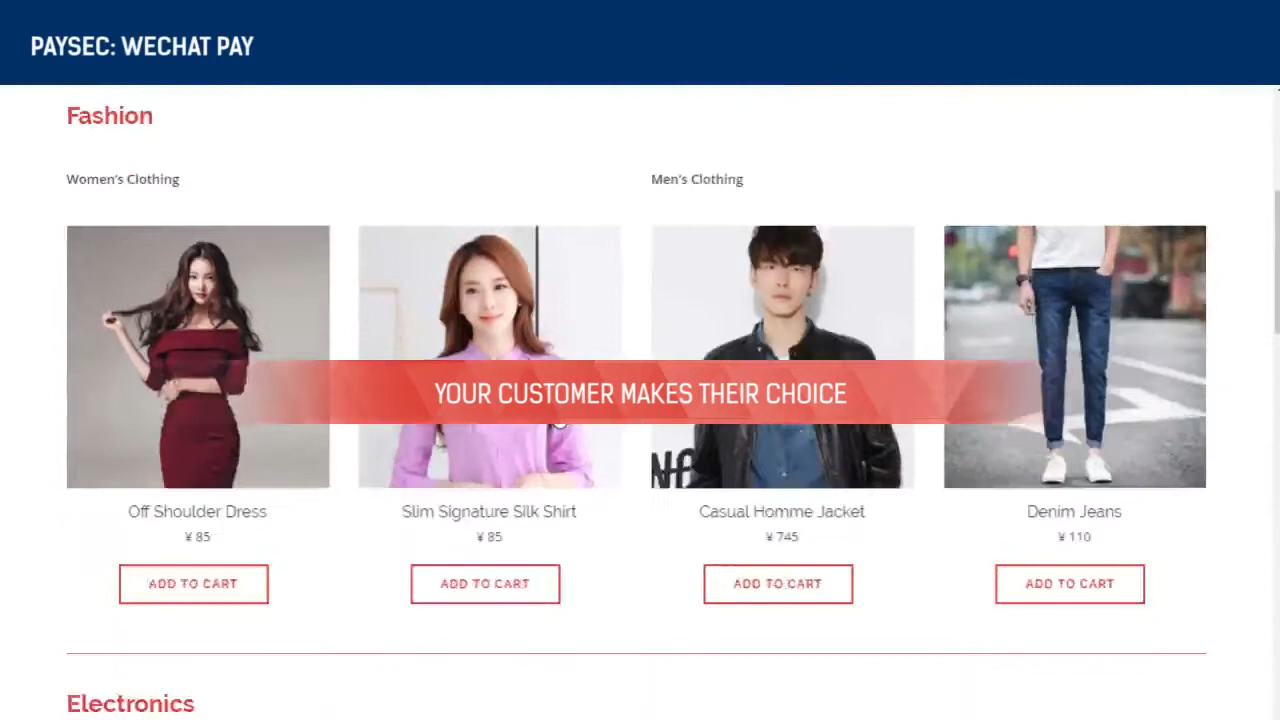 PAYSEC: WECHAT PAY
Fashion
Women's Clothing
Men's Clothing
YOUR CUSTOMER MAKES THEIR CHOICE
Off Shoulder Dress
Slim Signature Silk Shirt
Casual Homme Jacket
Denim Jeans
¥ 85
¥ 85
¥ 745
¥ 110
ADD TO CART
ADD TO CART
ADD TO CART
ADD TO CART
Electronics